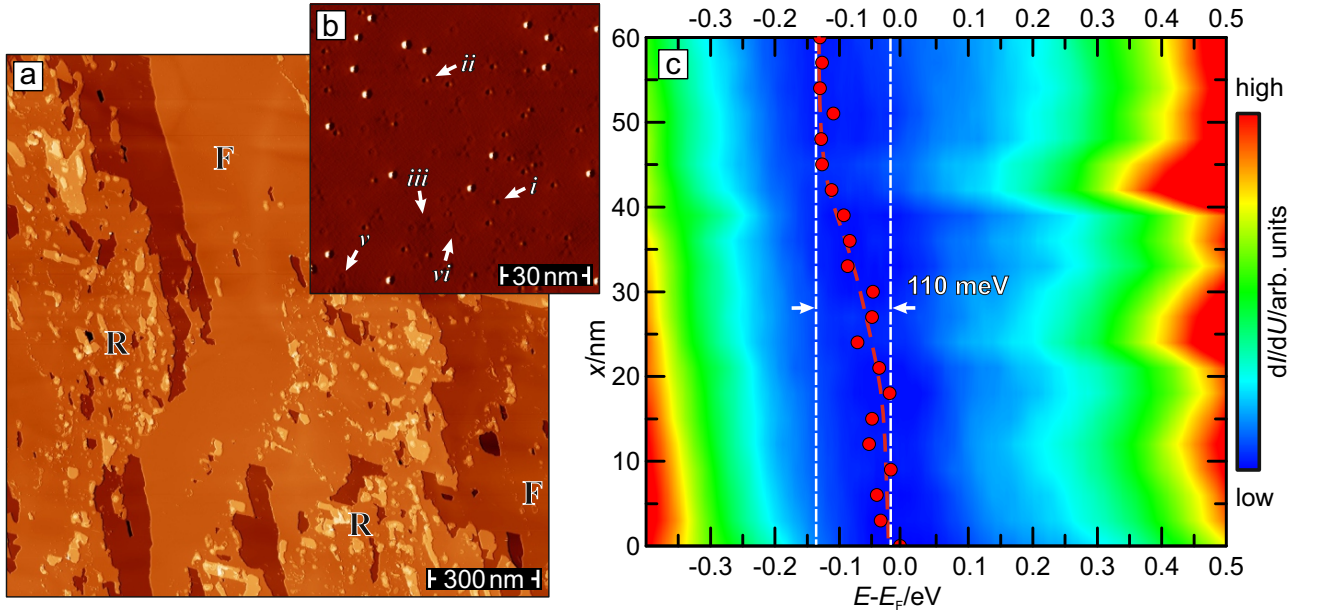 a
F
R
R
F
300 nm
b
ii
iii
i
v
vi
30 nm
-0.3 -0.2 -0.1 0.0 0.1 0.2 0.3 0.4 0.5
c
60
50
40
30
20
10
0
x/nm
110 meV
-0.3 -0.2 -0.1 0.0 0.1 0.2 0.3 0.4 0.5
E-EF/eV
high
dI/dU/arb. units
low